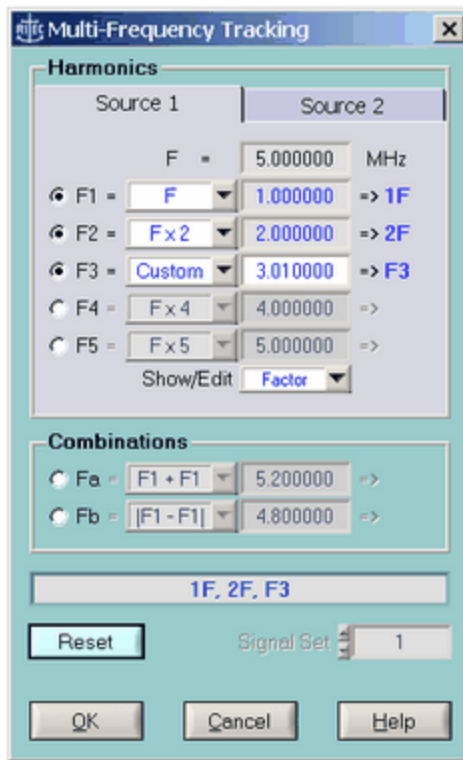 RITEC Multi-Frequency Tracking
Harmonics
Source 1 Source 2
F = 5.000000 MHz
F1 = F 1.000000 => 1F
F2 = F x 2 2.000000 => 2F
F3 = Custom 3.010000 => F3
F4 = F x 4 4.000000 =>
F5 = F x 5 5.000000 =>
Show/Edit Factor
Combinations
Fa = F1 + F1 5.200000 =>
Fb = |F1 - F1| 4.800000 =>
1F, 2F, F3
Reset Signal Set 1
OK Cancel Help